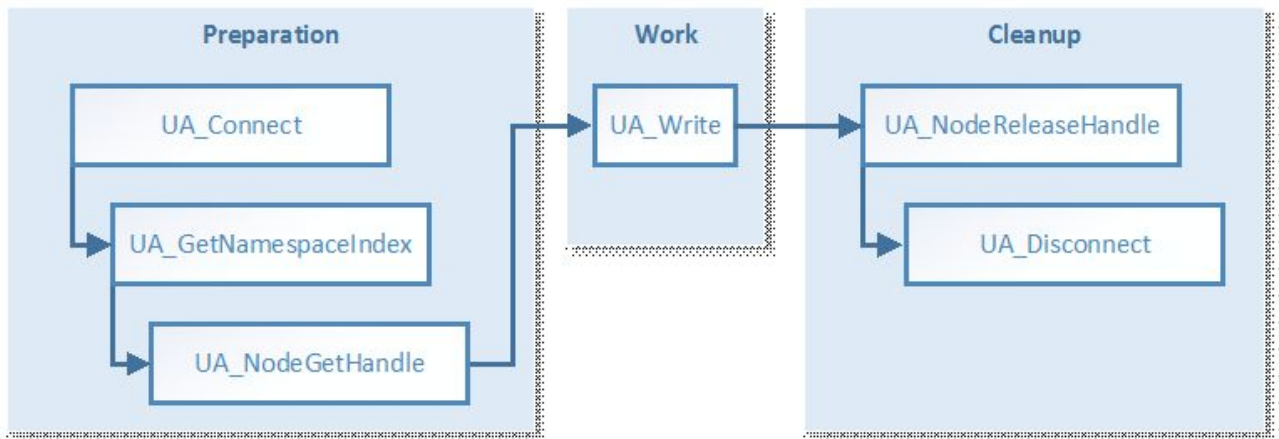 Preparation
UA_Connect
UA_GetNamespaceIndex
UA_NodeGetHandle
Work
UA_Write
Cleanup
UA_NodeReleaseHandle
UA_Disconnect